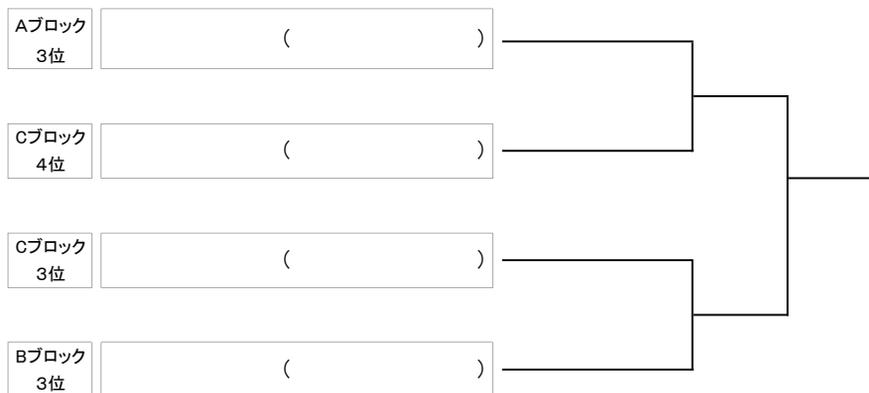 Aブロック
3位
(　　　　)
Cブロック
4位
(　　　　)
Cブロック
3位
(　　　　)
Bブロック
3位
(　　　　)